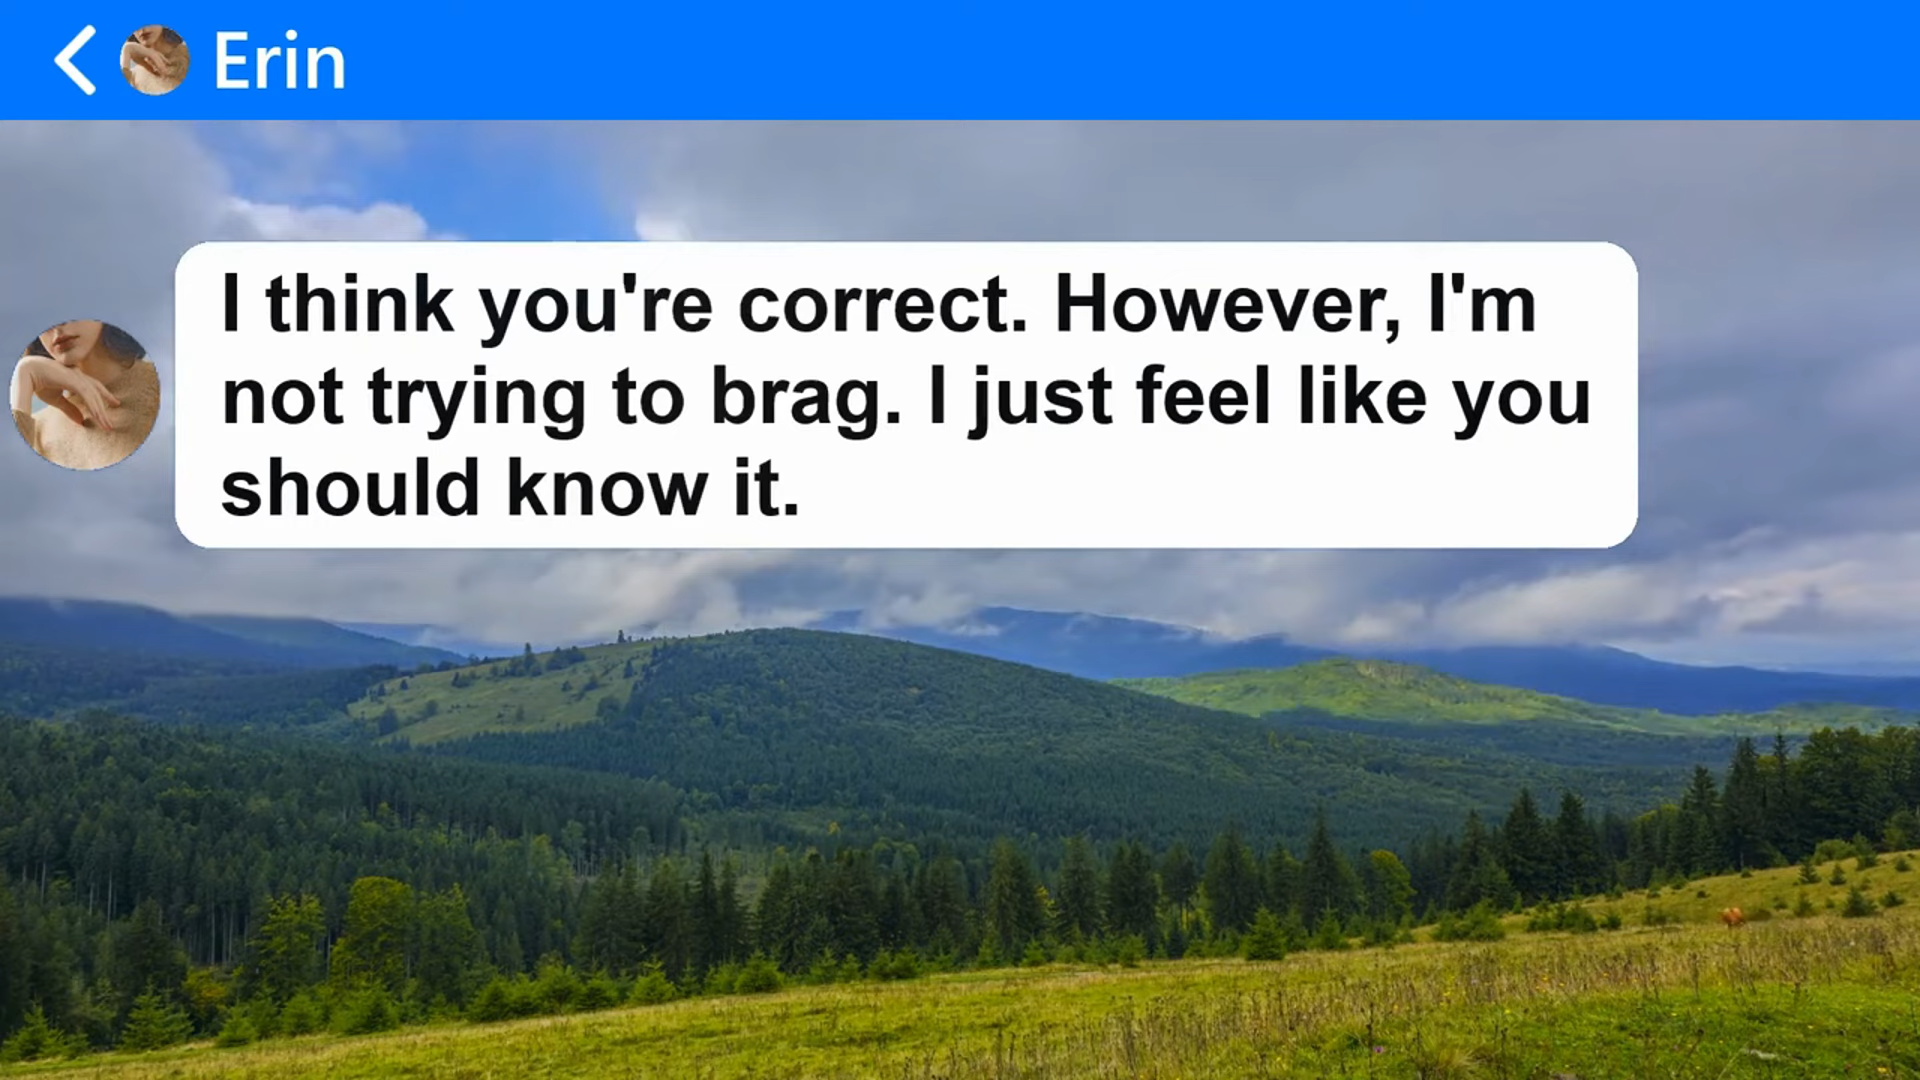 Erin
I think you're correct. However, I'm
not trying to brag. I just feel like you
should know it.